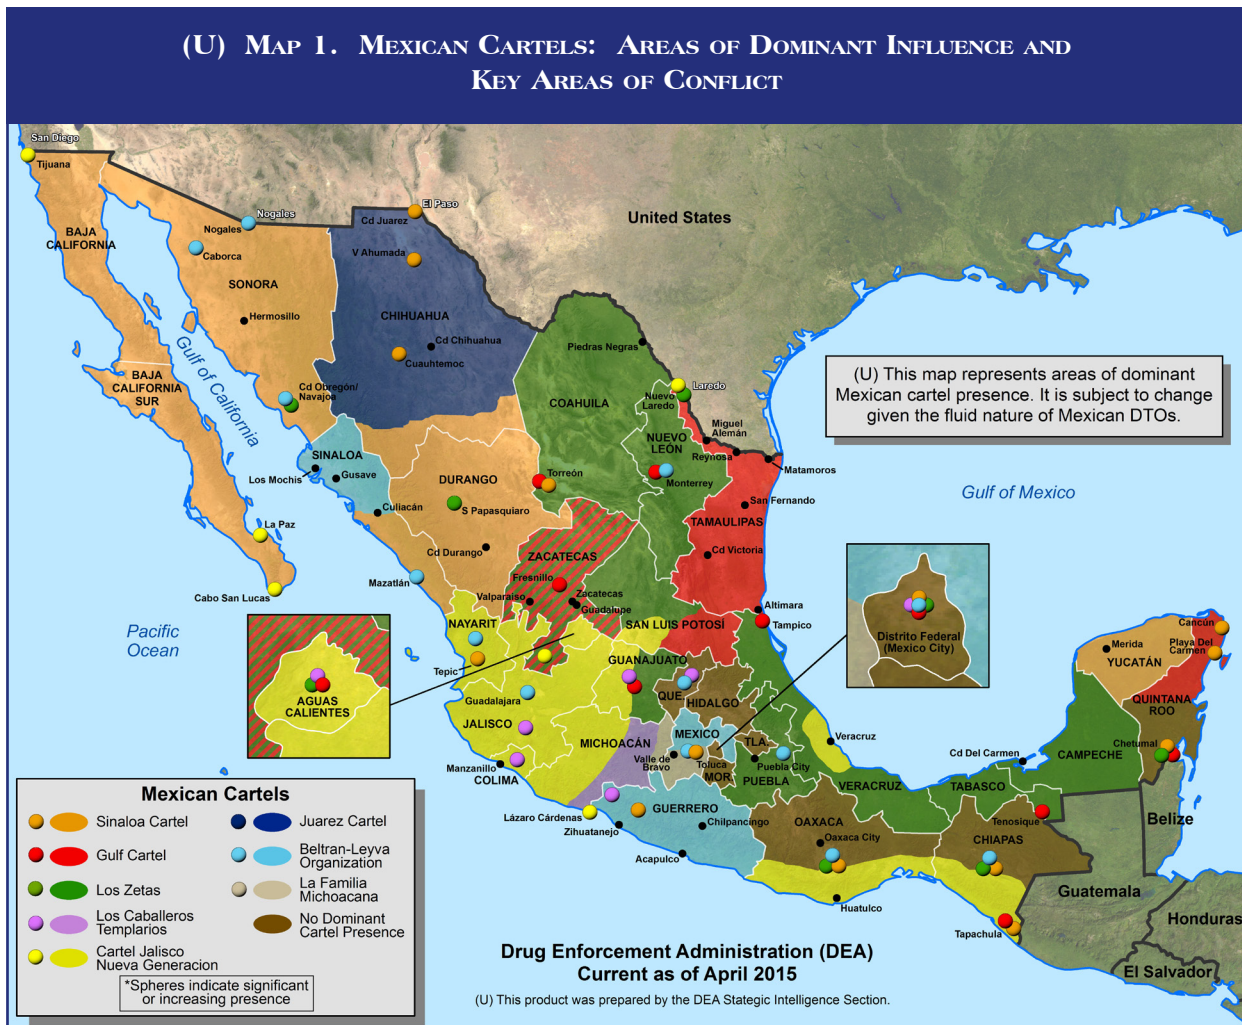 (U) Map 1. Mexican Cartels: Areas of Dominant Influence and
Key Areas of Conflict
San Diego
Tijuana
BAJA
CALIFORNIA
Nogales
Nogales
Caborca
SONORA
Hermosillo
El Paso
Cd Juarez
V Ahumada
CHIHUAHUA
Cd Chihuahua
Cuauhtemoc
United States
Gulf of California
BAJA
CALIFORNIA
SUR
Cd Obregón/
Navajoa
Piedras Negras
COAHUILA
Laredo
Nuevo
Laredo
Miguel
Alemán
NUEVO
LEÓN
Reynosa
Matamoros
Monterrey
(U) This map represents areas of dominant
Mexican cartel presence. It is subject to change
given the fluid nature of Mexican DTOs.
Gulf of Mexico
SINALOA
Los Mochis
Gusave
Culiacán
DURANGO
Torreón
S Papasquiaro
Cd Durango
San Fernando
TAMAULIPAS
Cd Victoria
La Paz
Cabo San Lucas
Mazatlán
ZACATECAS
Fresnillo
Valparaiso
Zacatecas
Guadalupe
Altimara
Tampico
SAN LUIS POTOSÍ
Pacific
Ocean
NAYARIT
Tepic
AGUAS
CALIENTES
Guadalajara
JALISCO
GUANAJUATO
QUE.
HIDALGO
Distrito Federal
(Mexico City)
Merida
YUCATÁN
Cancún
Playa Del
Carmen
QUINTANA
ROO
Chetumal
CAMPECHE
Cd Del Carmen
Manzanillo
COLIMA
MICHOACÁN
MEXICO
Valle de
Bravo
Toluca
MOR.
TLA.
Puebla City
PUEBLA
Veracruz
VERACRUZ
TABASCO
Tenosique
Belize
Lázaro Cárdenas
Zihuatanejo
GUERRERO
Chilpancingo
Acapulco
OAXACA
Oaxaca City
Huatulco
CHIAPAS
Tapachula
Guatemala
Honduras
El Salvador
Mexican Cartels
Sinaloa Cartel
Gulf Cartel
Los Zetas
Los Caballeros
Templarios
Cartel Jalisco
Nueva Generacion
Juarez Cartel
Beltran-Leyva
Organization
La Familia
Michoacana
No Dominant
Cartel Presence
*Spheres indicate significant
or increasing presence
Drug Enforcement Administration (DEA)
Current as of April 2015
(U) This product was prepared by the DEA Stategic Intelligence Section.